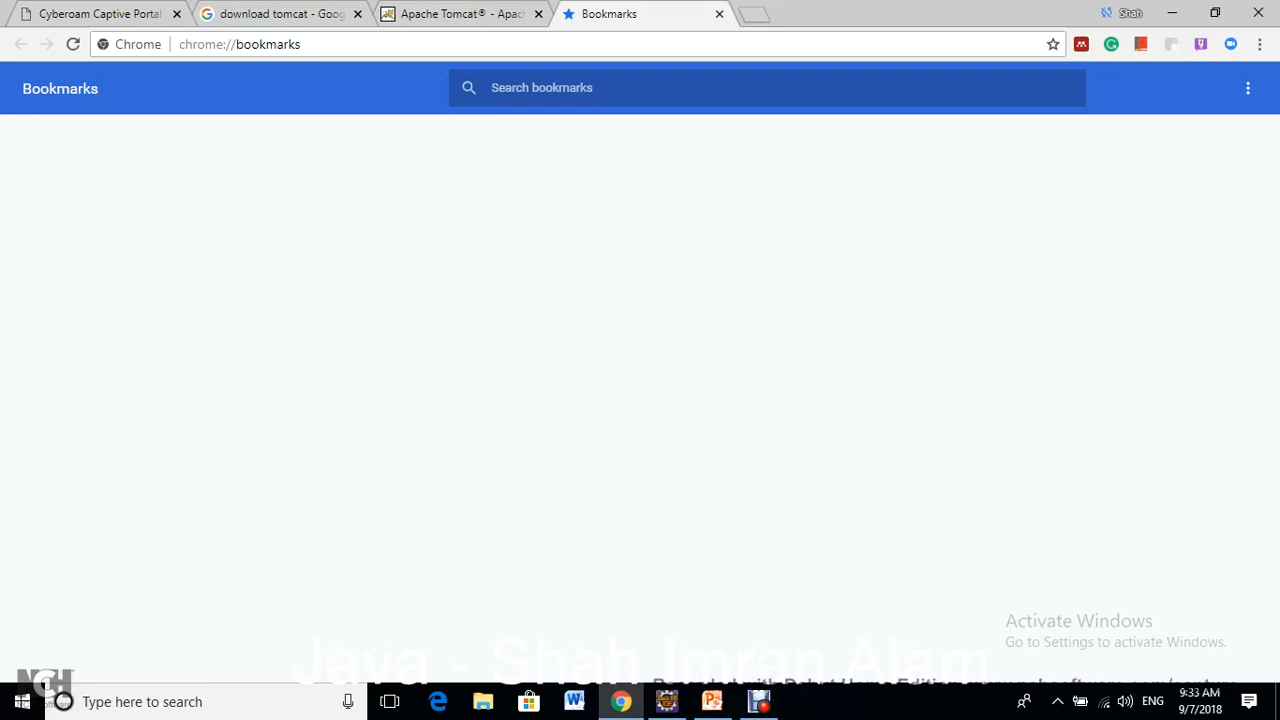 Cyberoam Captive Portal
download tomcat - Goog
Apache Tomcat® - Apac
Bookmarks
Shah
Chrome
chrome://bookmarks
Bookmarks
Search bookmarks
Activate Windows
Go to Settings to activate Windows.
Java - Shah Imran Alam
NCH
Type here to search
ENG
9:33 AM
9/7/2018